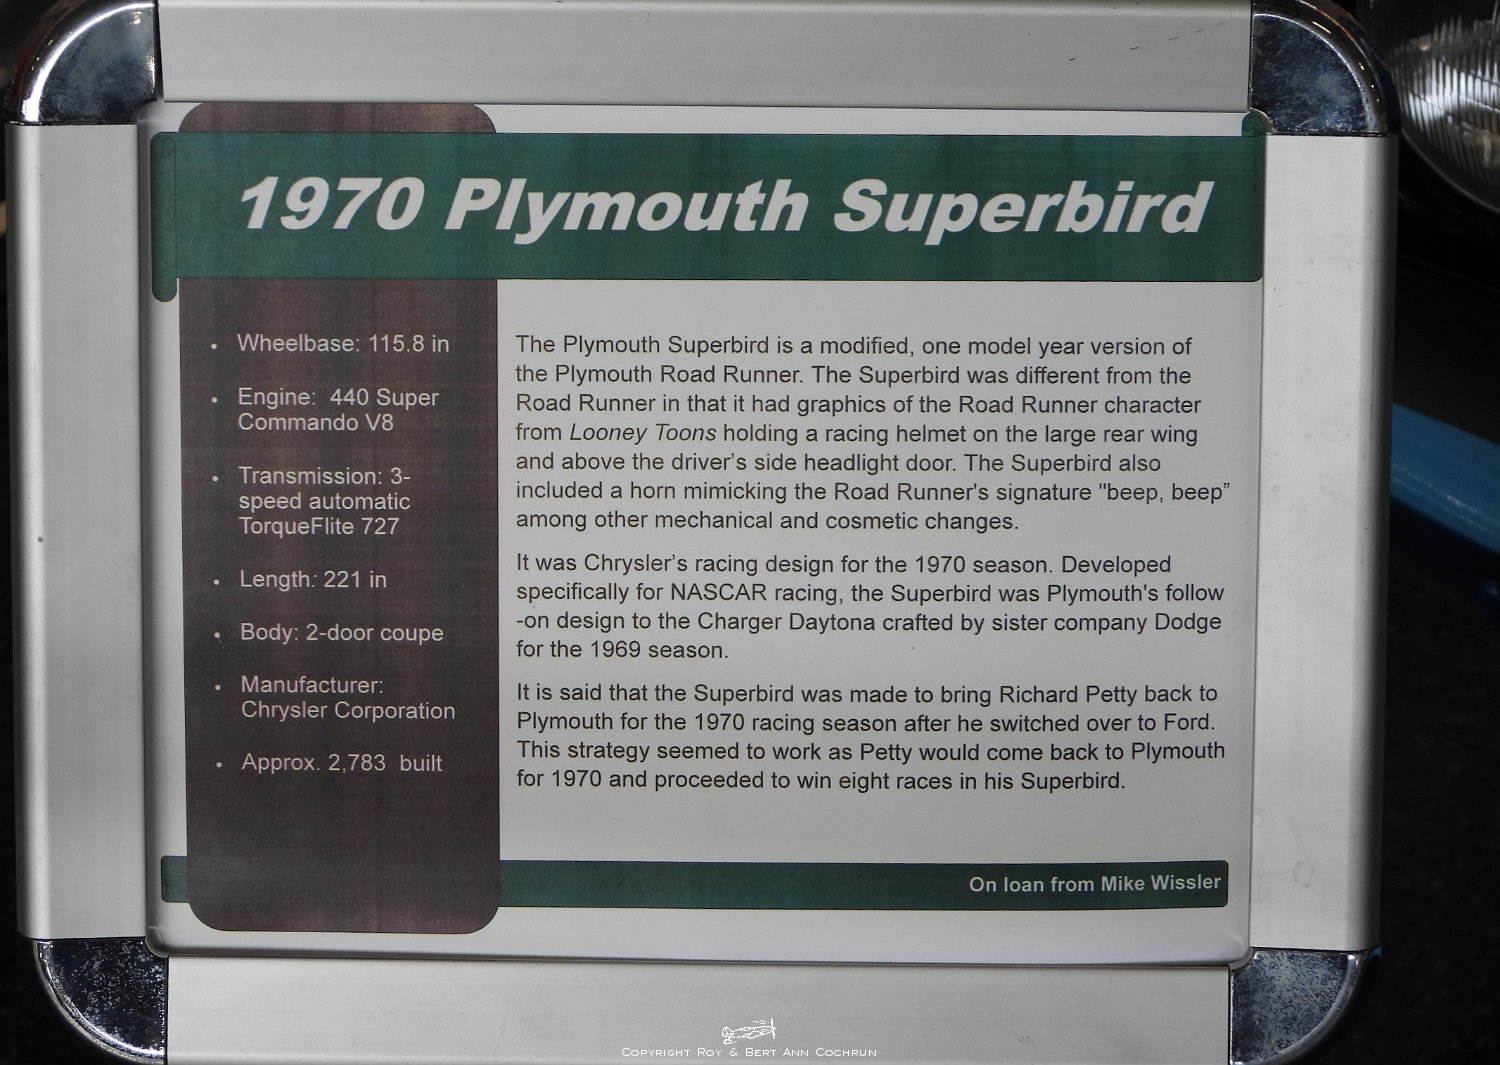 1970 Plymouth Superbird
• Wheelbase: 115.8 in
• Engine:  440 Super
Commando V8
• Transmission: 3-
speed automatic
TorqueFlite 727
• Length: 221 in
• Body: 2-door coupe
• Manufacturer:
Chrysler Corporation
• Approx. 2,783  built
The Plymouth Superbird is a modified, one model year version of
the Plymouth Road Runner. The Superbird was different from the
Road Runner in that it had graphics of the Road Runner character
from Looney Toons holding a racing helmet on the large rear wing
and above the driver’s side headlight door. The Superbird also
included a horn mimicking the Road Runner's signature "beep, beep”
among other mechanical and cosmetic changes.
It was Chrysler’s racing design for the 1970 season. Developed
specifically for NASCAR racing, the Superbird was Plymouth's follow
-on design to the Charger Daytona crafted by sister company Dodge
for the 1969 season.
It is said that the Superbird was made to bring Richard Petty back to
Plymouth for the 1970 racing season after he switched over to Ford.
This strategy seemed to work as Petty would come back to Plymouth
for 1970 and proceeded to win eight races in his Superbird.
On loan from Mike Wissler
Copyright Roy & Bert Ann Cochrun